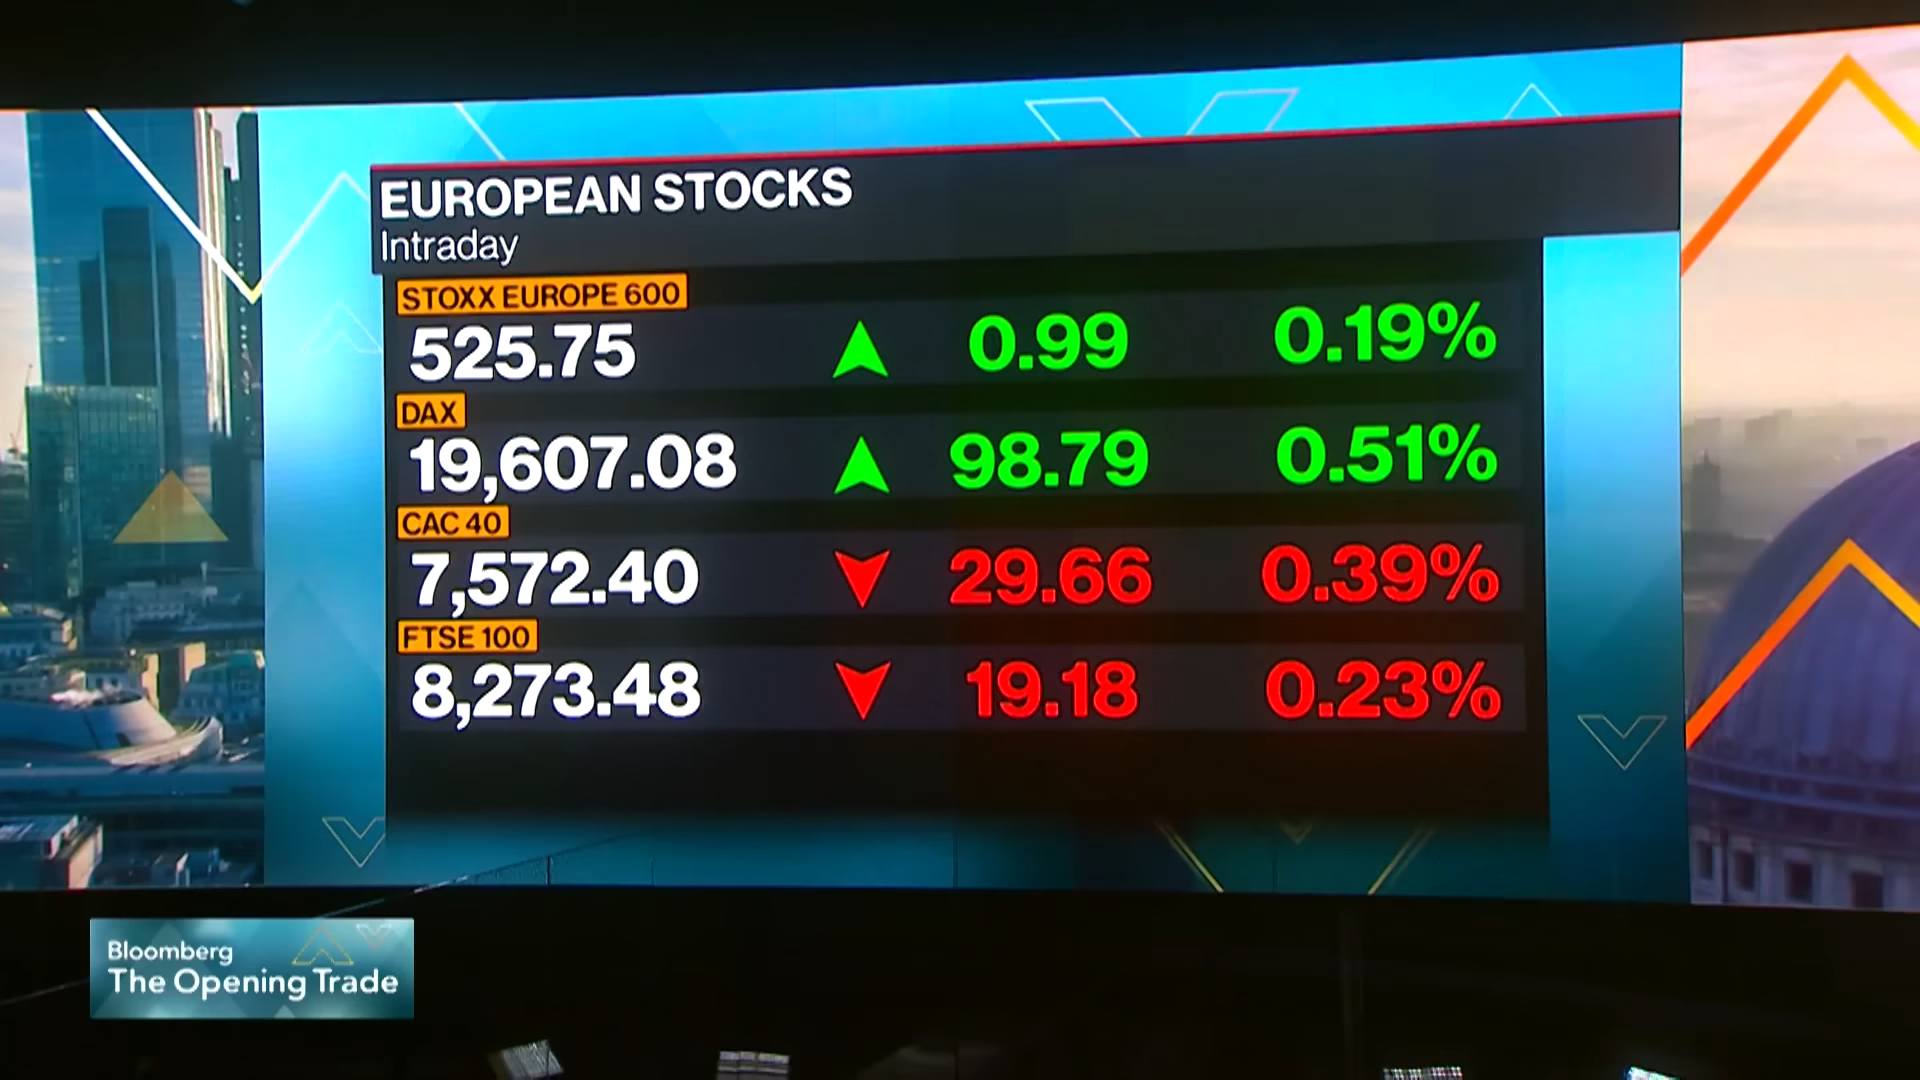 EUROPEAN STOCKS
Intraday
STOXX EUROPE 600
525.75 0.99 0.19%
DAX
19,607.08 98.79 0.51%
CAC 40
7,572.40 29.66 0.39%
FTSE 100
8,273.48 19.18 0.23%
Bloomberg
The Opening Trade